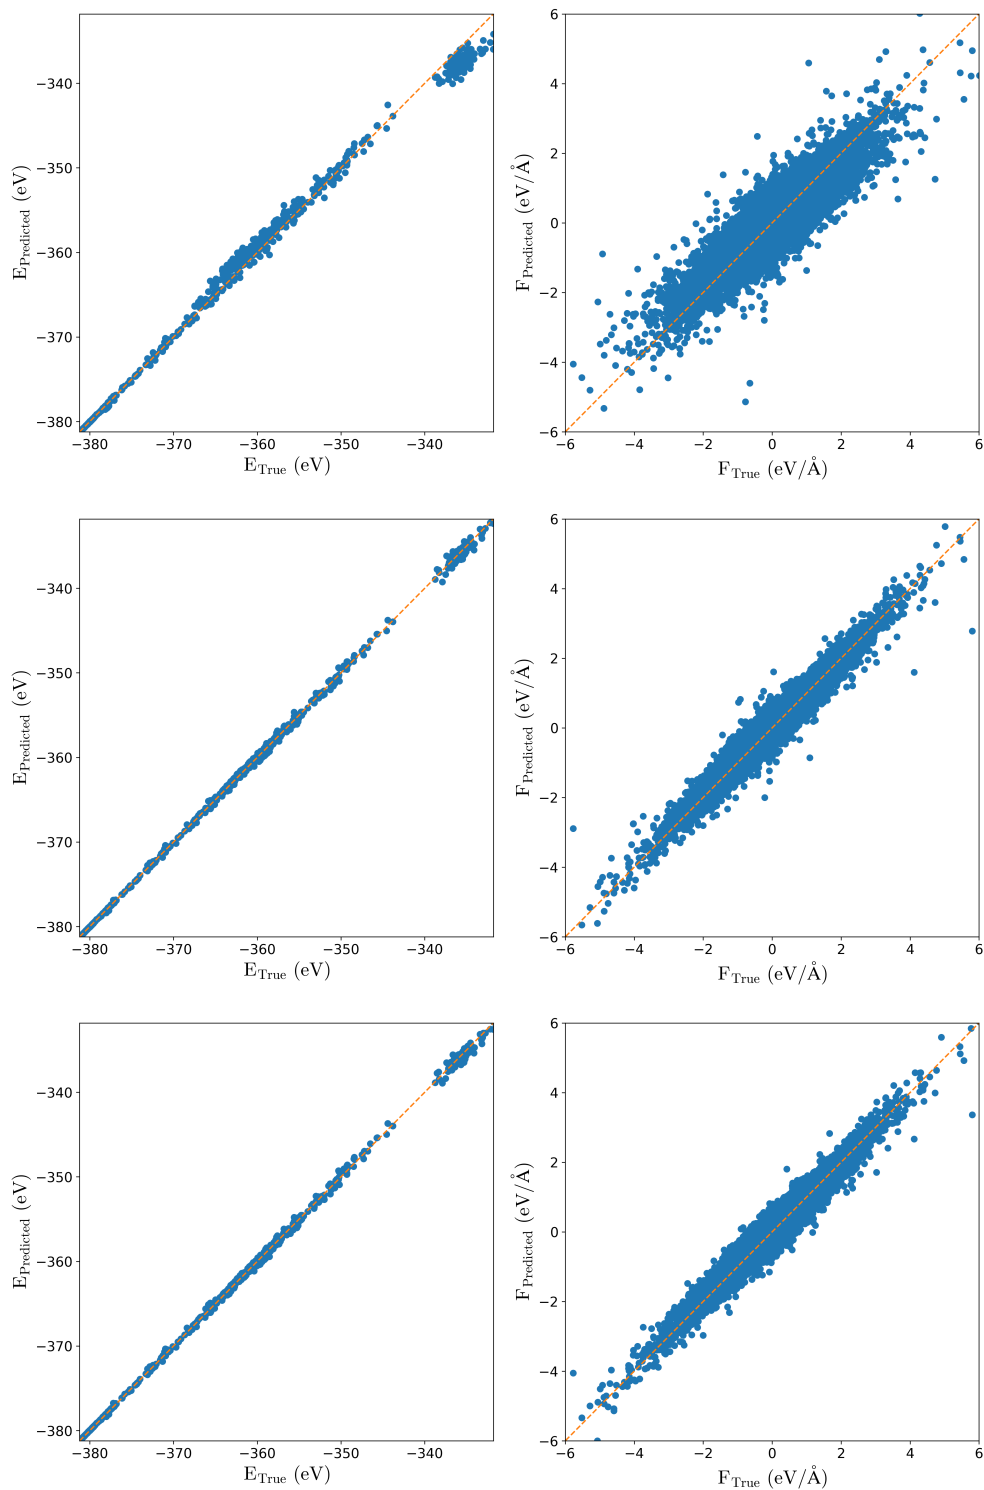 −340
−350
−360
−370
−380
E_Predicted (eV)
−380 −370 −360 −350 −340
E_True (eV)
6
4
2
0
−2
−4
−6
F_Predicted (eV/Å)
−6 −4 −2 0 2 4 6
F_True (eV/Å)
−340
−350
−360
−370
−380
E_Predicted (eV)
−380 −370 −360 −350 −340
E_True (eV)
6
4
2
0
−2
−4
−6
F_Predicted (eV/Å)
−6 −4 −2 0 2 4 6
F_True (eV/Å)
−340
−350
−360
−370
−380
E_Predicted (eV)
−380 −370 −360 −350 −340
E_True (eV)
6
4
2
0
−2
−4
−6
F_Predicted (eV/Å)
−6 −4 −2 0 2 4 6
F_True (eV/Å)